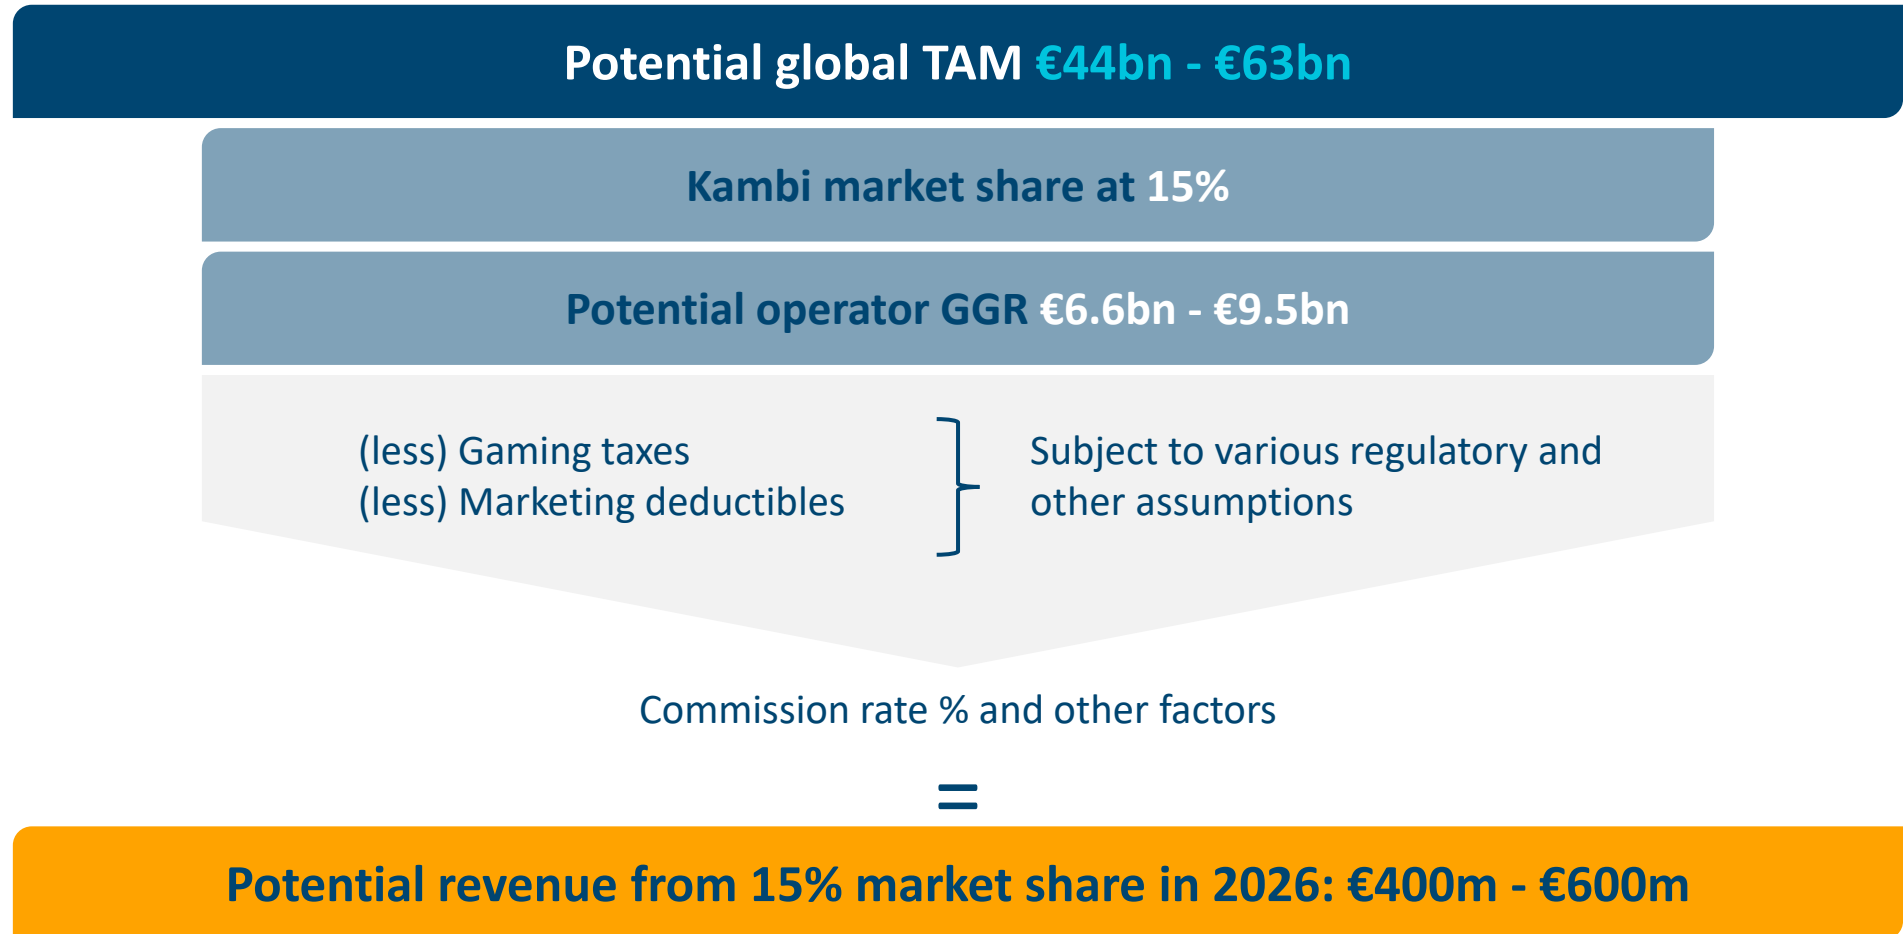 Potential global TAM €44bn - €63bn
Kambi market share at 15%
Potential operator GGR €6.6bn - €9.5bn
(less) Gaming taxes
(less) Marketing deductibles
Subject to various regulatory and
other assumptions
Commission rate % and other factors
=
Potential revenue from 15% market share in 2026: €400m - €600m